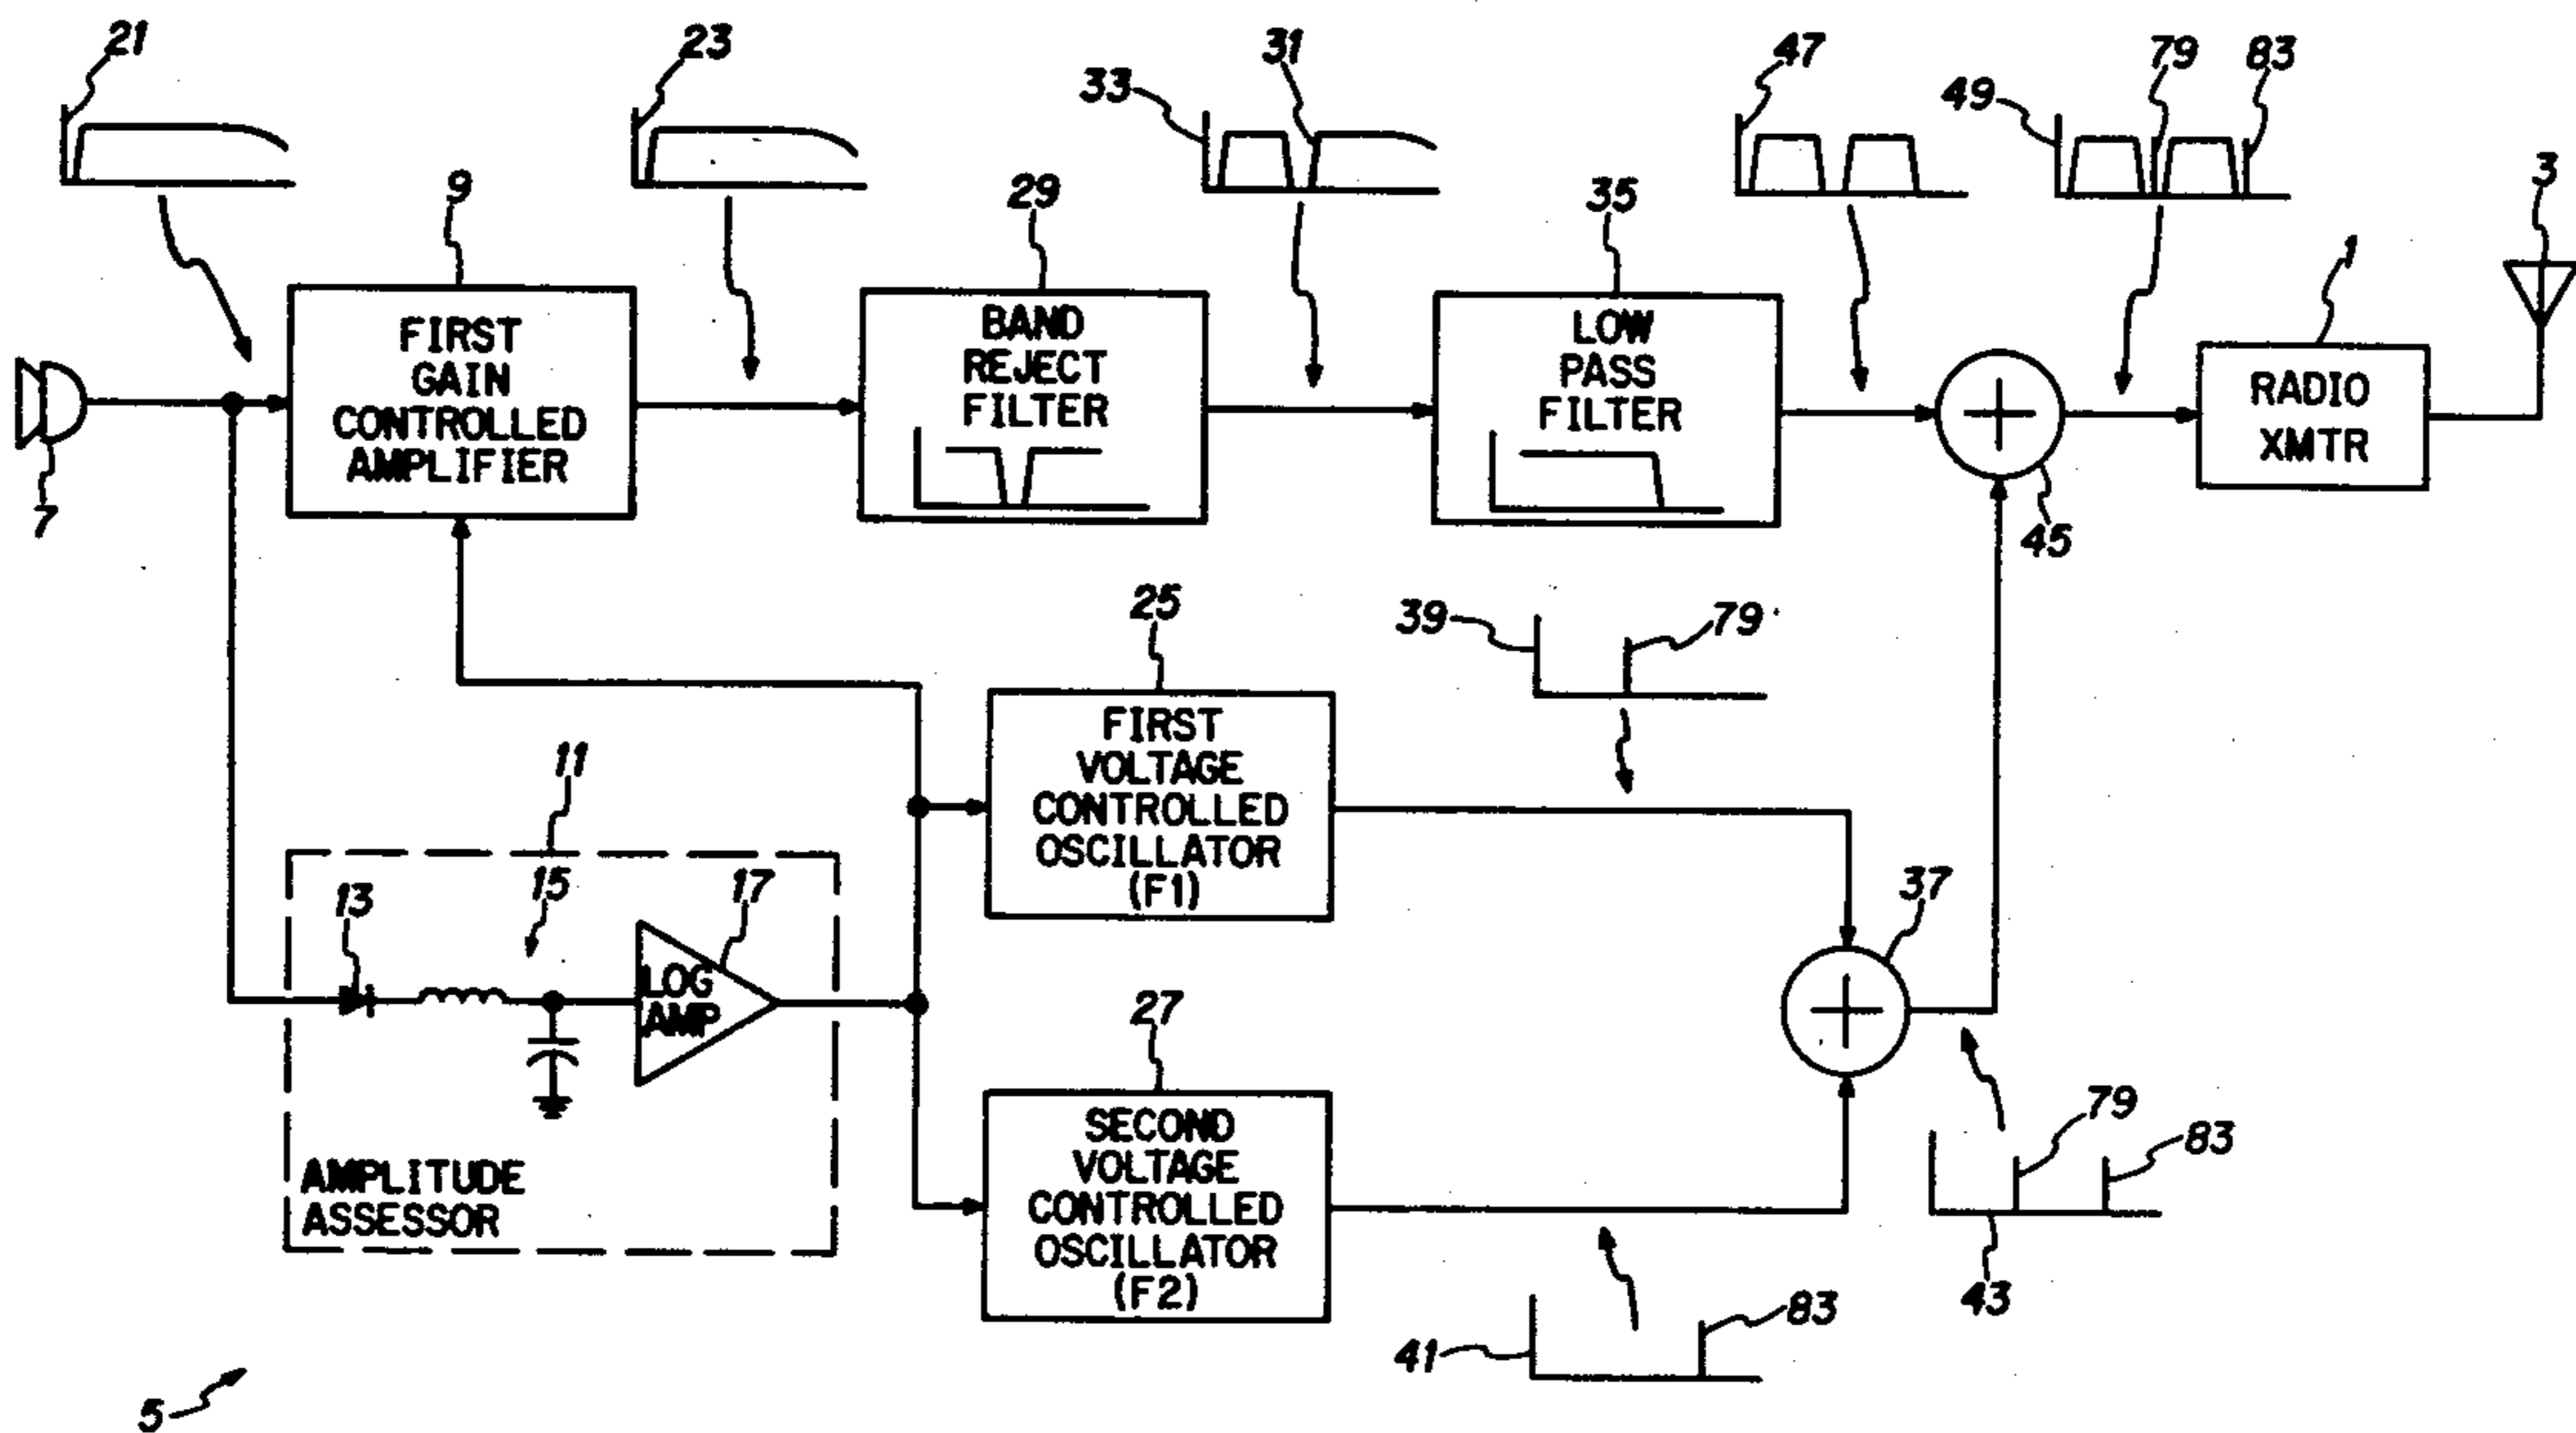 21
23
33
31
47
49
79
83
9
29
35
1
3
FIRST
GAIN
CONTROLLED
AMPLIFIER
BAND
REJECT
FILTER
LOW
PASS
FILTER
RADIO
XMTR
7
45
25
39
79
FIRST
VOLTAGE
CONTROLLED
OSCILLATOR
(F1)
11
13
15
17
LOG
AMP
37
AMPLITUDE
ASSESSOR
27
SECOND
VOLTAGE
CONTROLLED
OSCILLATOR
(F2)
79
83
43
41
83
5